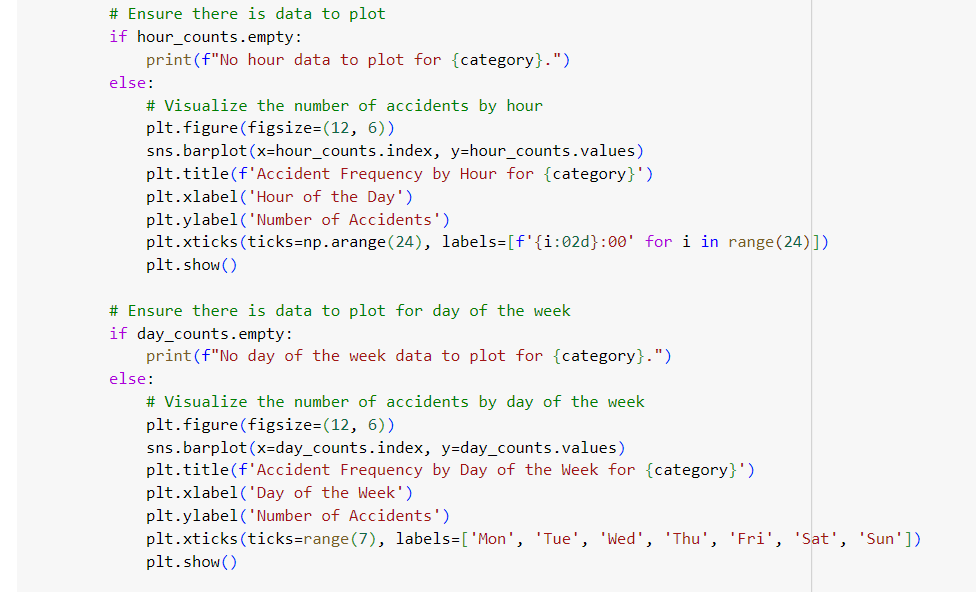 # Ensure there is data to plot
if hour_counts.empty:
    print(f"No hour data to plot for {category}.")
else:
    # Visualize the number of accidents by hour
    plt.figure(figsize=(12, 6))
    sns.barplot(x=hour_counts.index, y=hour_counts.values)
    plt.title(f'Accident Frequency by Hour for {category}')
    plt.xlabel('Hour of the Day')
    plt.ylabel('Number of Accidents')
    plt.xticks(ticks=np.arange(24), labels=[f'{i:02d}:00' for i in range(24)])
    plt.show()

# Ensure there is data to plot for day of the week
if day_counts.empty:
    print(f"No day of the week data to plot for {category}.")
else:
    # Visualize the number of accidents by day of the week
    plt.figure(figsize=(12, 6))
    sns.barplot(x=day_counts.index, y=day_counts.values)
    plt.title(f'Accident Frequency by Day of the Week for {category}')
    plt.xlabel('Day of the Week')
    plt.ylabel('Number of Accidents')
    plt.xticks(ticks=range(7), labels=['Mon', 'Tue', 'Wed', 'Thu', 'Fri', 'Sat', 'Sun'])
    plt.show()